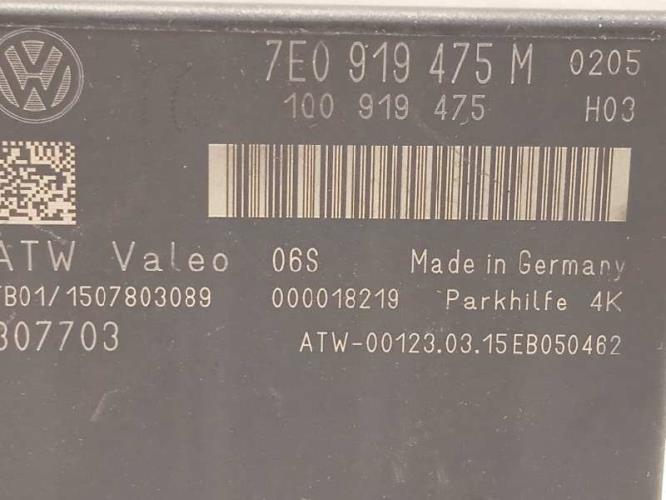 7E0 919 475 M 0205
1Q0 919 475 H03
ATW Valeo 06S Made in Germany
TB01/1507803089 000018219 Parkhilfe 4K
307703 ATW-00123.03.15EB050462